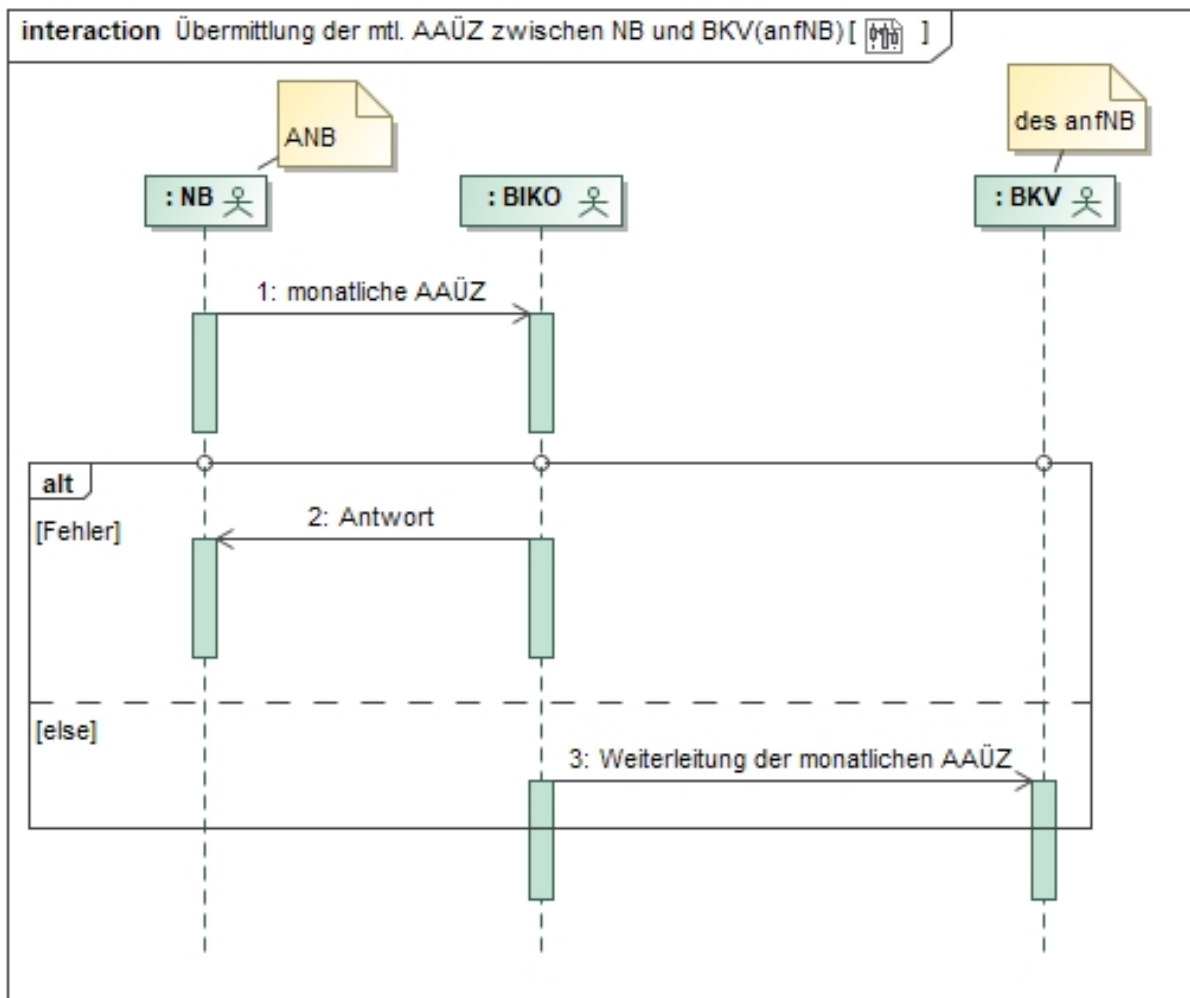 interaction Übermittlung der mtl. AAÜZ zwischen NB und BKV(anfNB) [ ]
ANB
des anfNB
: NB
: BIKO
: BKV
1: monatliche AAÜZ
alt
[Fehler]
2: Antwort
[else]
3: Weiterleitung der monatlichen AAÜZ